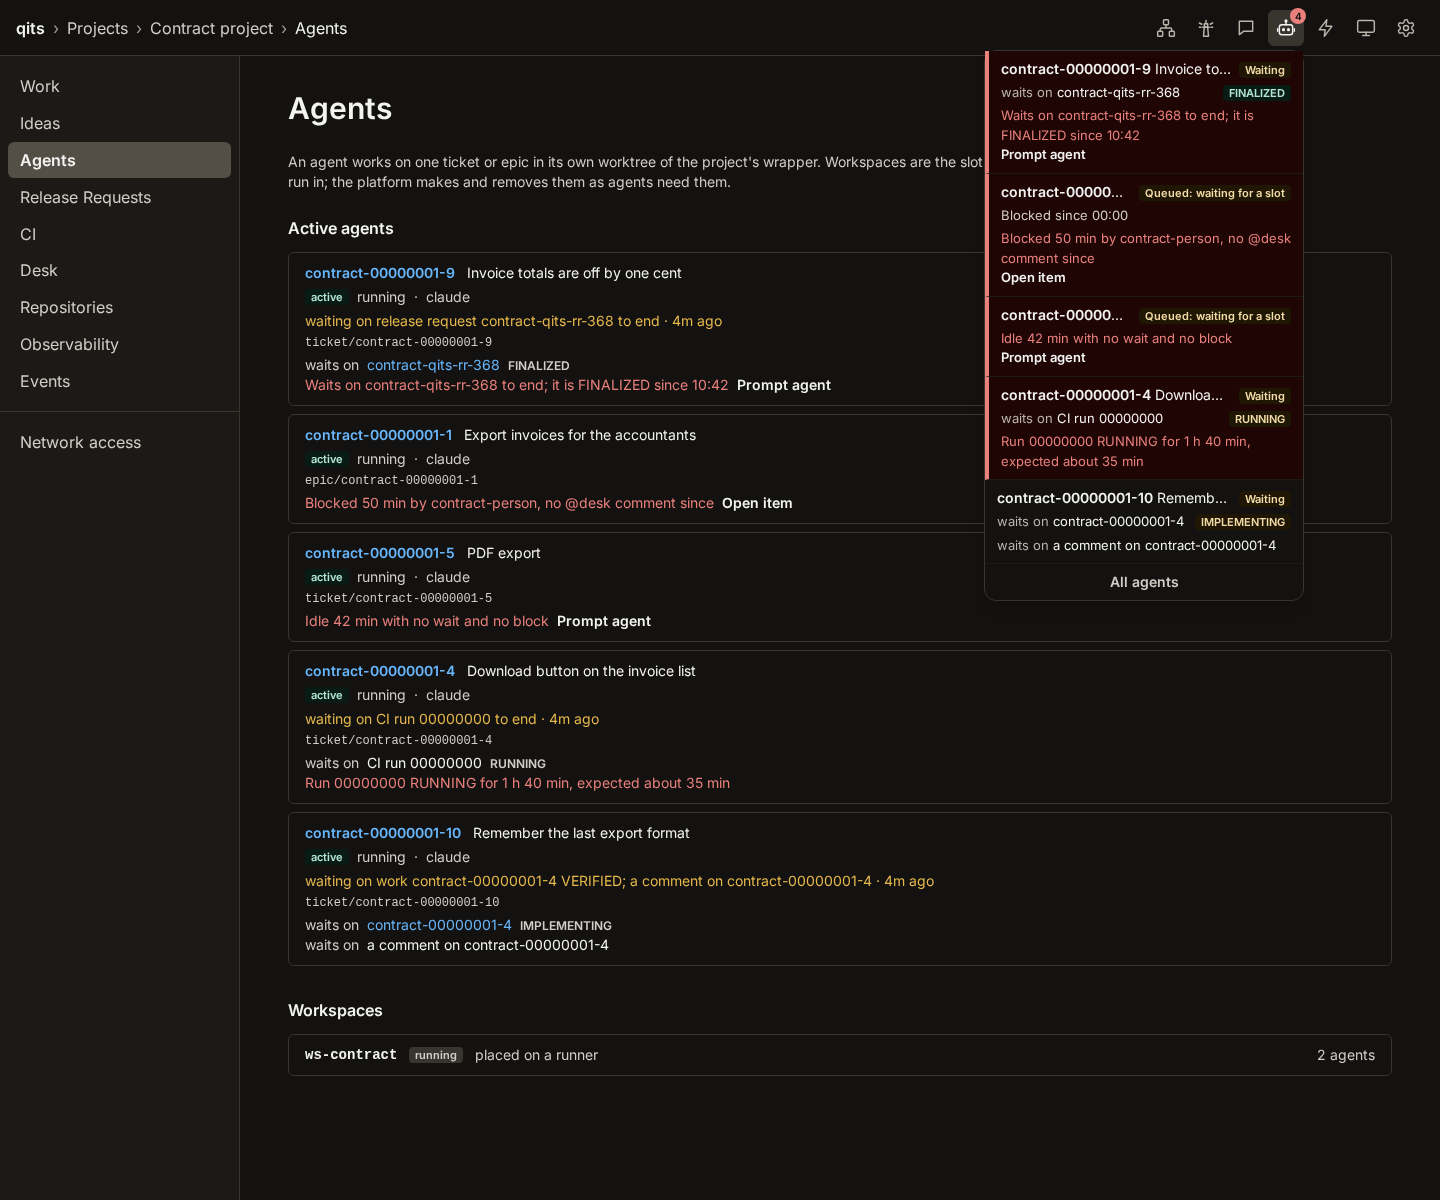 qits › Projects › Contract project › Agents
4
Work
Ideas
Agents
Release Requests
CI
Desk
Repositories
Observability
Events
Network access
Agents
An agent works on one ticket or epic in its own worktree of the project's wrapper. Workspaces are the slot
run in; the platform makes and removes them as agents need them.
Active agents
contract-00000001-9 Invoice totals are off by one cent
active running · claude
waiting on release request contract-qits-rr-368 to end · 4m ago
ticket/contract-00000001-9
waits on contract-qits-rr-368 FINALIZED
Waits on contract-qits-rr-368 to end; it is FINALIZED since 10:42 Prompt agent
contract-00000001-1 Export invoices for the accountants
active running · claude
epic/contract-00000001-1
Blocked 50 min by contract-person, no @desk comment since Open item
contract-00000001-5 PDF export
active running · claude
ticket/contract-00000001-5
Idle 42 min with no wait and no block Prompt agent
contract-00000001-4 Download button on the invoice list
active running · claude
waiting on CI run 00000000 to end · 4m ago
ticket/contract-00000001-4
waits on CI run 00000000 RUNNING
Run 00000000 RUNNING for 1 h 40 min, expected about 35 min
contract-00000001-10 Remember the last export format
active running · claude
waiting on work contract-00000001-4 VERIFIED; a comment on contract-00000001-4 · 4m ago
ticket/contract-00000001-10
waits on contract-00000001-4 IMPLEMENTING
waits on a comment on contract-00000001-4
Workspaces
ws-contract running placed on a runner 2 agents
contract-00000001-9 Invoice to... Waiting
waits on contract-qits-rr-368 FINALIZED
Waits on contract-qits-rr-368 to end; it is
FINALIZED since 10:42
Prompt agent
contract-00000... Queued: waiting for a slot
Blocked since 00:00
Blocked 50 min by contract-person, no @desk
comment since
Open item
contract-00000... Queued: waiting for a slot
Idle 42 min with no wait and no block
Prompt agent
contract-00000001-4 Downloa... Waiting
waits on CI run 00000000 RUNNING
Run 00000000 RUNNING for 1 h 40 min,
expected about 35 min
contract-00000001-10 Rememb... Waiting
waits on contract-00000001-4 IMPLEMENTING
waits on a comment on contract-00000001-4
All agents